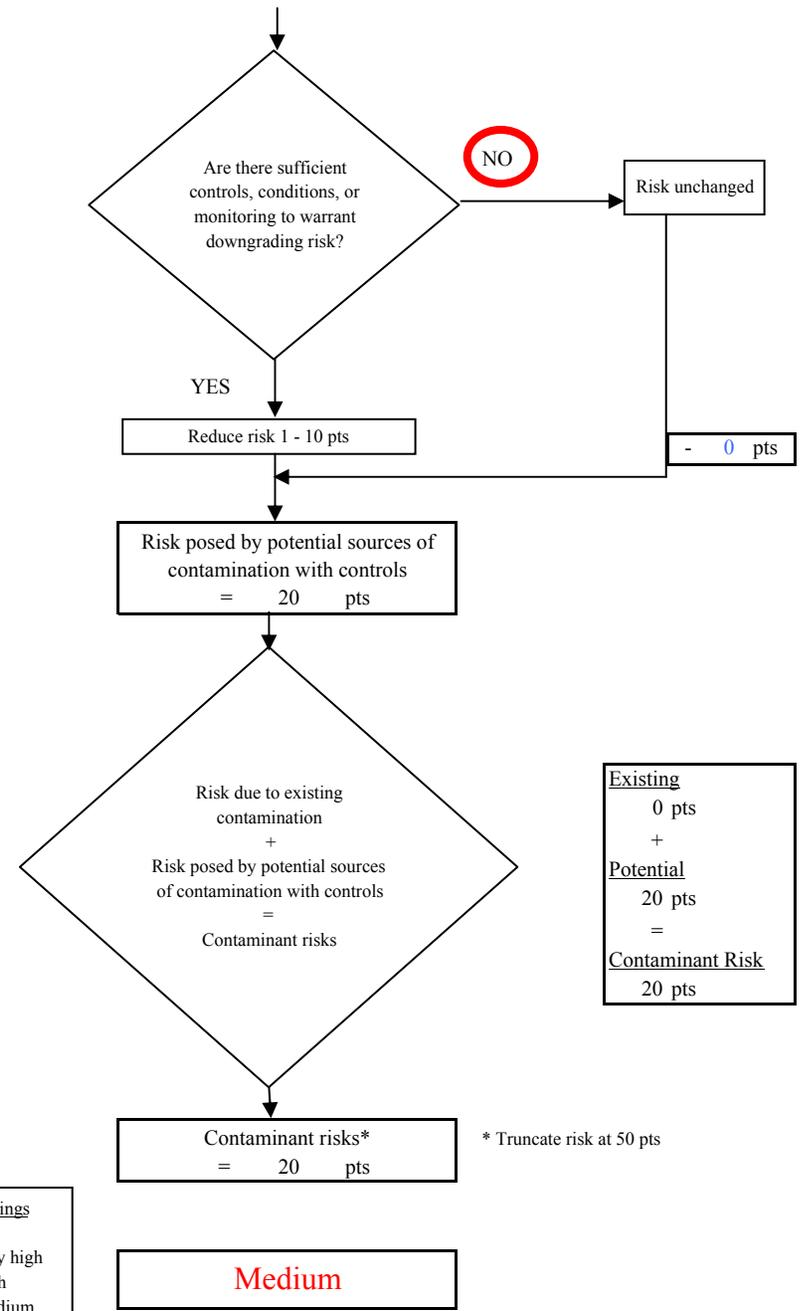 Are there sufficient
controls, conditions, or
monitoring to warrant
downgrading risk?
NO
Risk unchanged
YES
Reduce risk 1 - 10 pts
- 0 pts
Risk posed by potential sources of
contamination with controls
= 20 pts
Risk due to existing
contamination
+
Risk posed by potential sources
of contamination with controls
=
Contaminant risks
Existing
0 pts
+
Potential
20 pts
=
Contaminant Risk
20 pts
Contaminant risks*
= 20 pts
* Truncate risk at 50 pts
ings
y high
h
dium
Medium